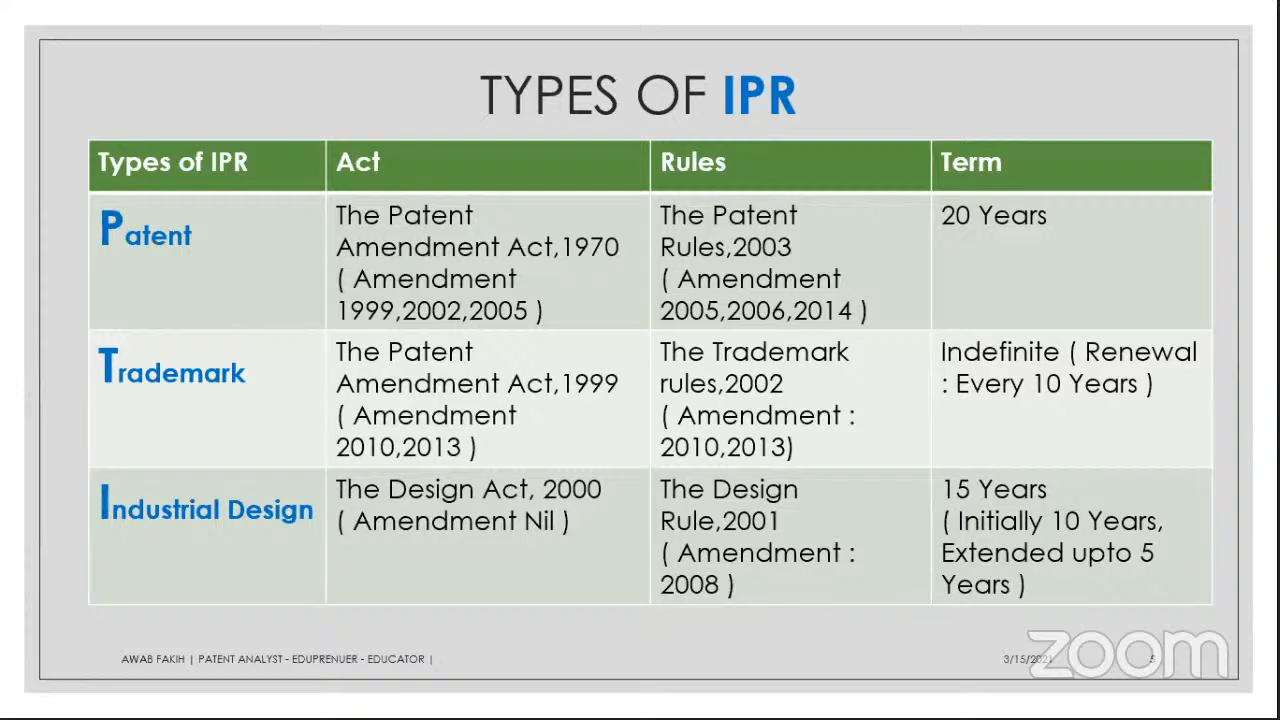 TYPES OF IPR
Types of IPR
Act
Rules
Term
Patent
The Patent
Amendment Act,1970
( Amendment
1999,2002,2005 )
The Patent
Rules,2003
( Amendment
2005,2006,2014 )
20 Years
Trademark
The Patent
Amendment Act,1999
( Amendment
2010,2013 )
The Trademark
rules,2002
( Amendment :
2010,2013)
Indefinite ( Renewal
: Every 10 Years )
Industrial Design
The Design Act, 2000
( Amendment Nil )
The Design
Rule,2001
( Amendment :
2008 )
15 Years
( Initially 10 Years,
Extended upto 5
Years )
AWAB FAKIH | PATENT ANALYST - EDUPRENUER - EDUCATOR |
3/15/2021
5
zoom